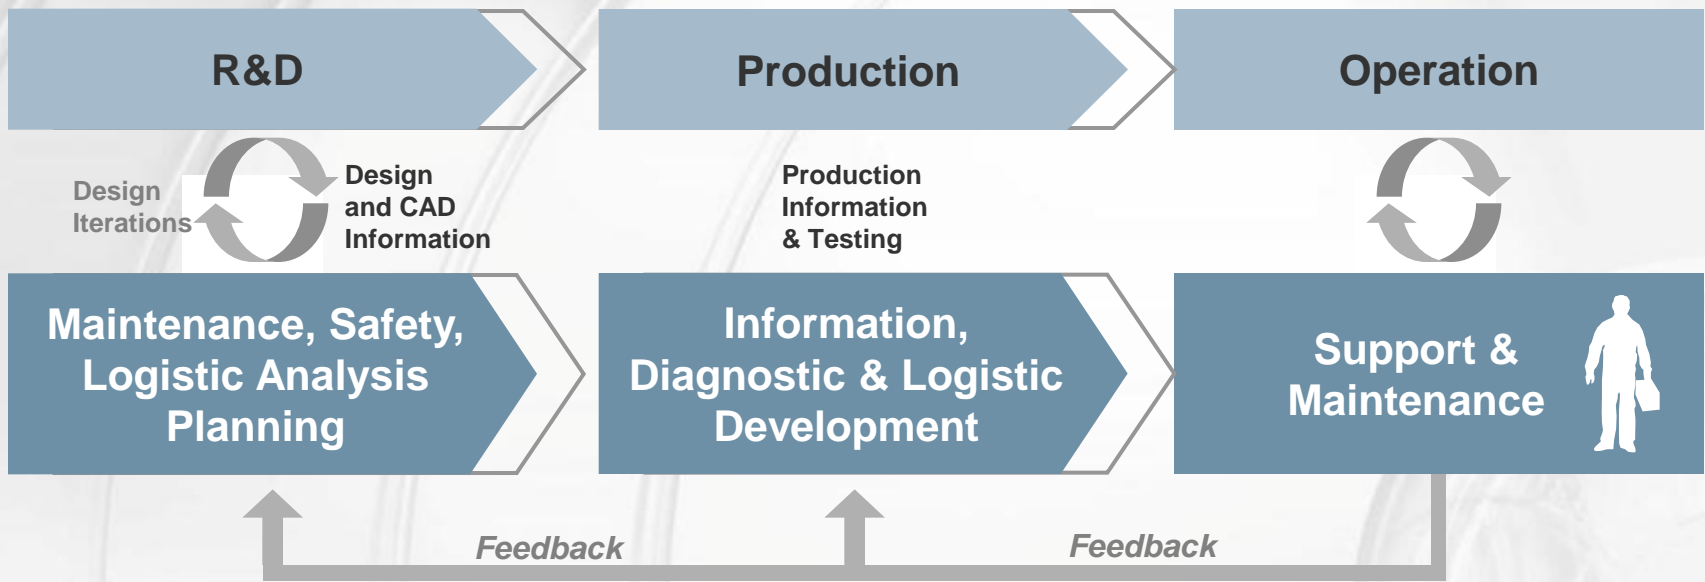 R&D
Production
Operation
Design
Iterations
Design
and CAD
Information
Production
Information
& Testing
Maintenance, Safety,
Logistic Analysis
Planning
Information,
Diagnostic & Logistic
Development
Support &
Maintenance
Feedback
Feedback